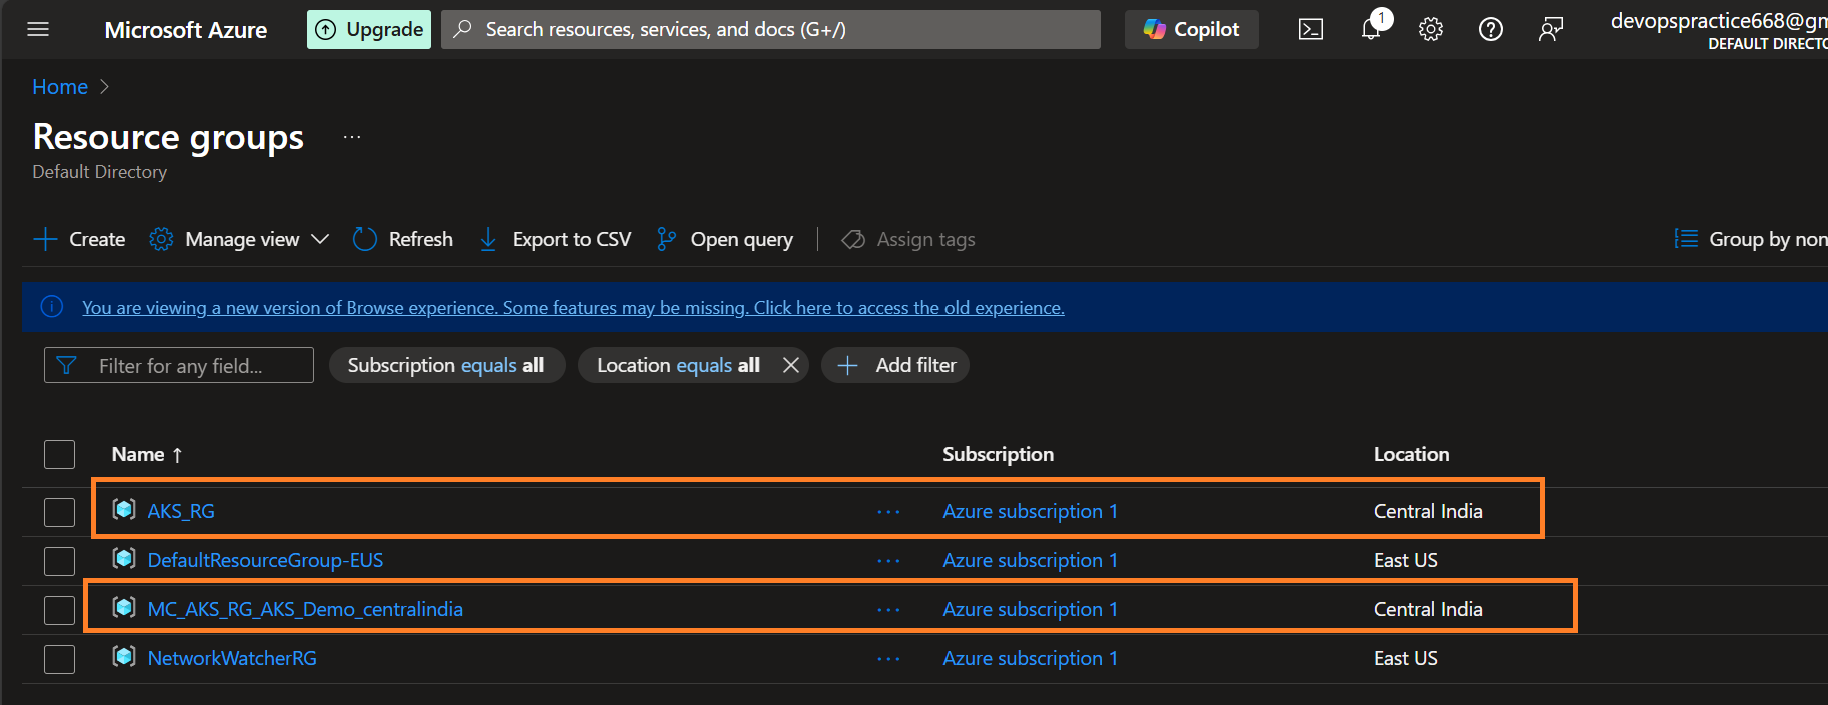 Microsoft Azure Upgrade Search resources, services, and docs (G+/) Copilot 1 devopspractice668@gm
DEFAULT DIRECTO
Home >
Resource groups ...
Default Directory
+ Create Manage view Refresh Export to CSV Open query | Assign tags Group by non
You are viewing a new version of Browse experience. Some features may be missing. Click here to access the old experience.
Filter for any field... Subscription equals all Location equals all × + Add filter
Name ↑ Subscription Location
AKS_RG ... Azure subscription 1 Central India
DefaultResourceGroup-EUS ... Azure subscription 1 East US
MC_AKS_RG_AKS_Demo_centralindia ... Azure subscription 1 Central India
NetworkWatcherRG ... Azure subscription 1 East US